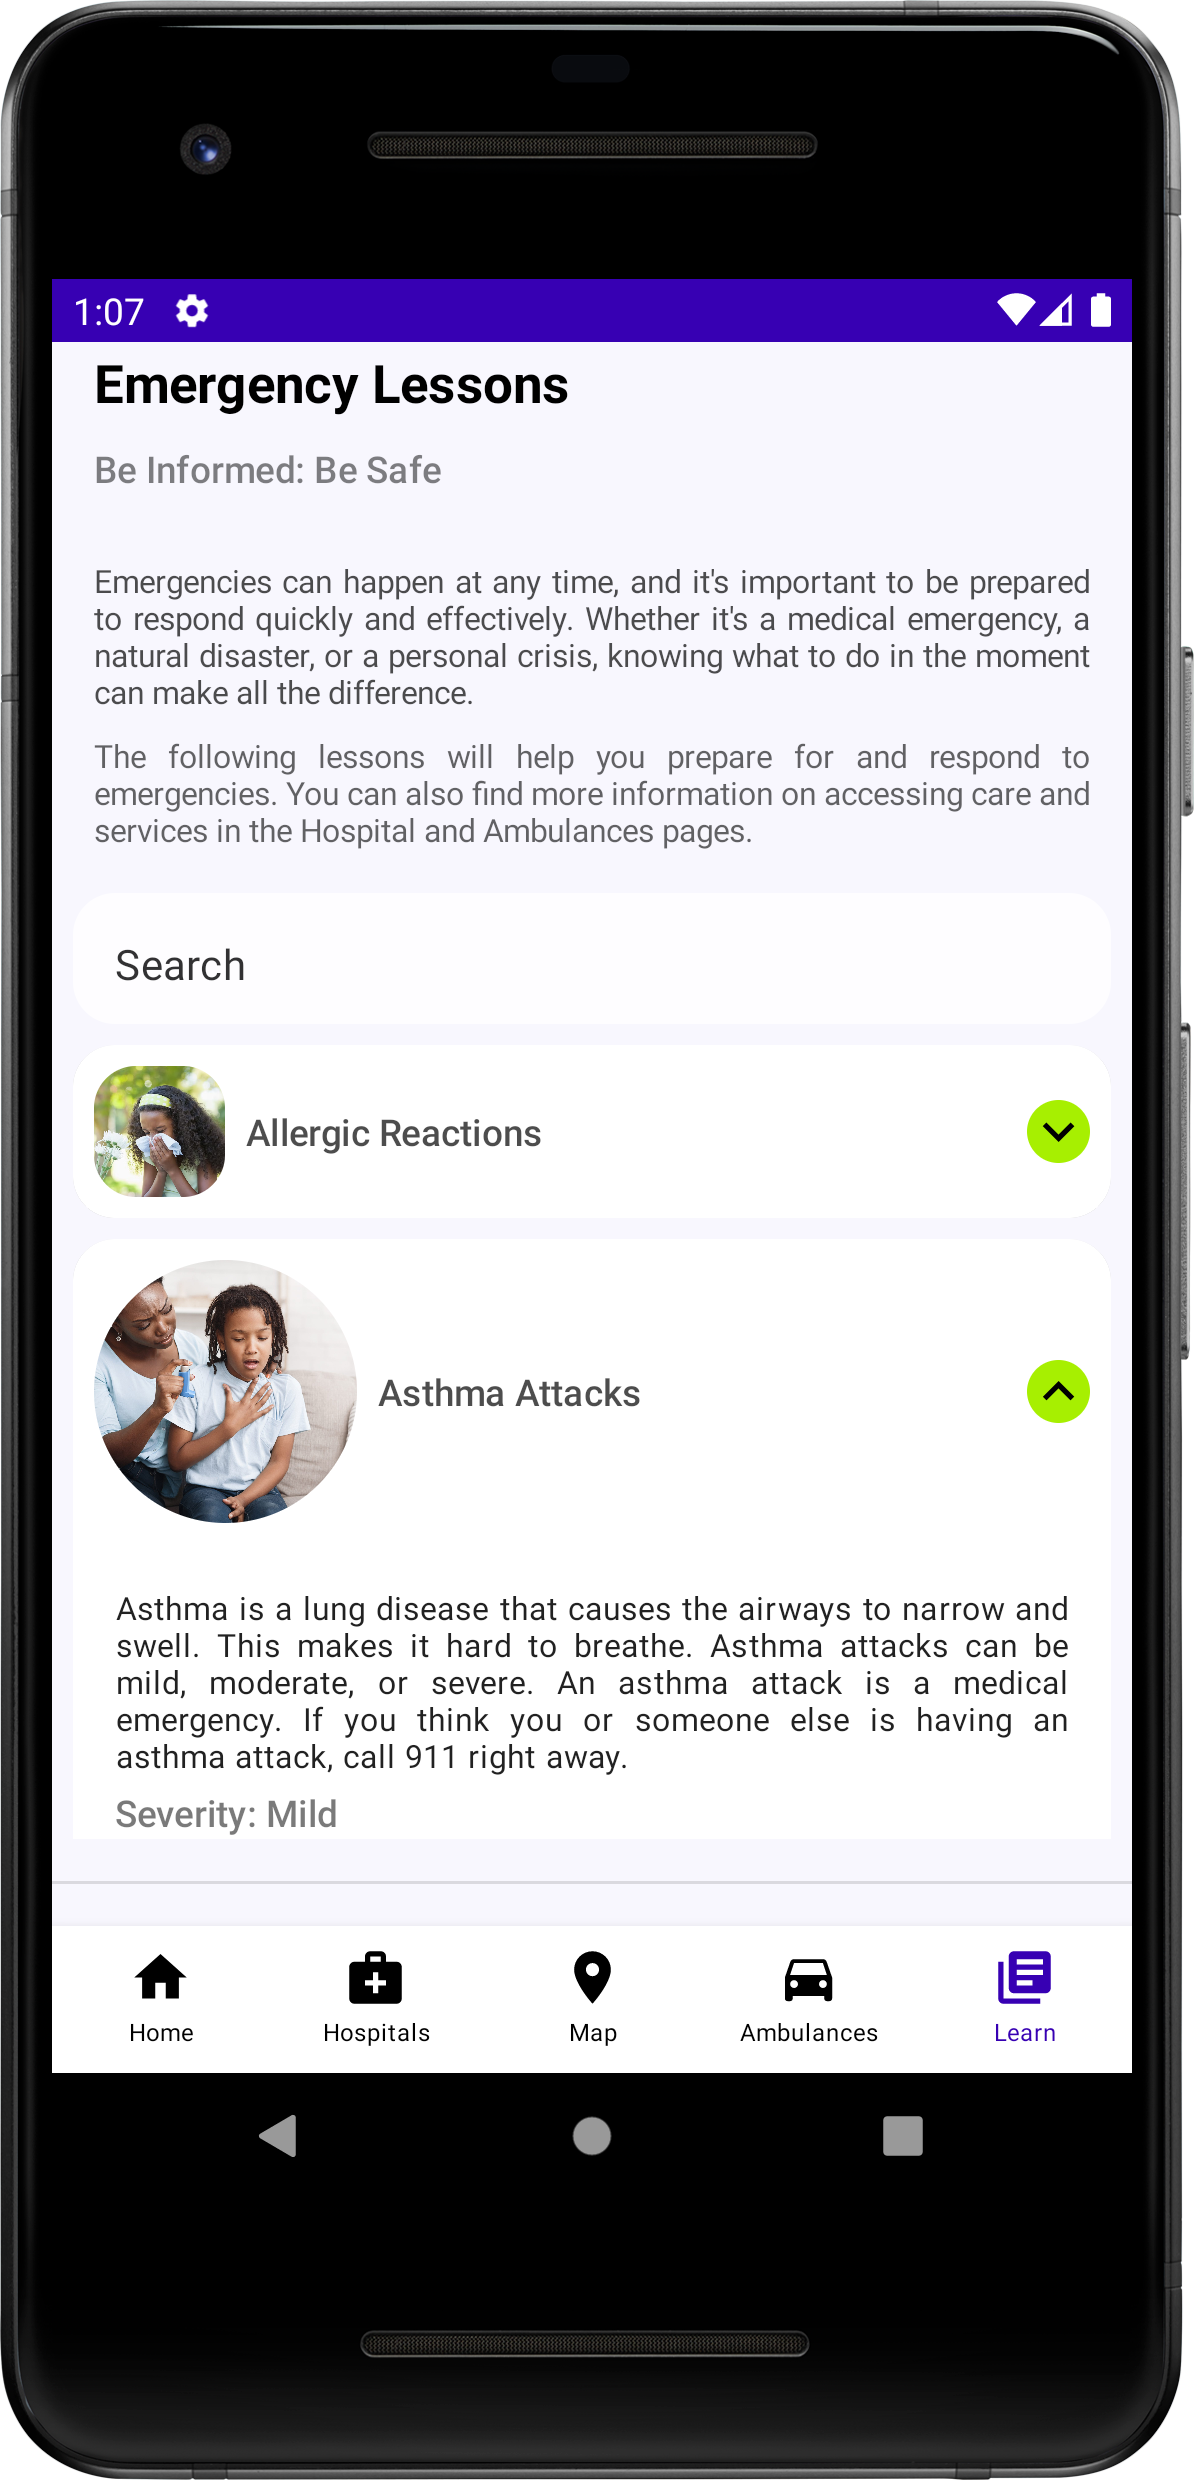 1:07
Emergency Lessons
Be Informed: Be Safe
Emergencies can happen at any time, and it's important to be prepared
to respond quickly and effectively. Whether it's a medical emergency, a
natural disaster, or a personal crisis, knowing what to do in the moment
can make all the difference.
The following lessons will help you prepare for and respond to
emergencies. You can also find more information on accessing care and
services in the Hospital and Ambulances pages.
Search
Allergic Reactions
Asthma Attacks
Asthma is a lung disease that causes the airways to narrow and
swell. This makes it hard to breathe. Asthma attacks can be
mild, moderate, or severe. An asthma attack is a medical
emergency. If you think you or someone else is having an
asthma attack, call 911 right away.
Severity: Mild
Home
Hospitals
Map
Ambulances
Learn